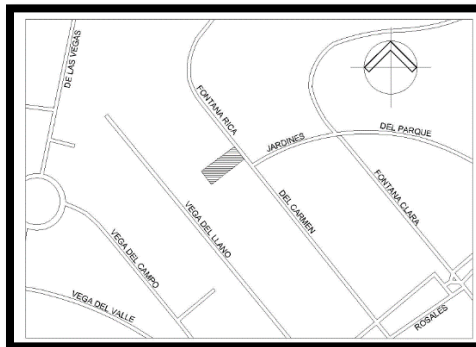 DE LAS VEGAS
FONTANA RICA
JARDINES
DEL PARQUE
DEL CARMEN
FONTANA CLARA
VEGA DEL LLANO
VEGA DEL CAMPO
VEGA DEL VALLE
ROSALES